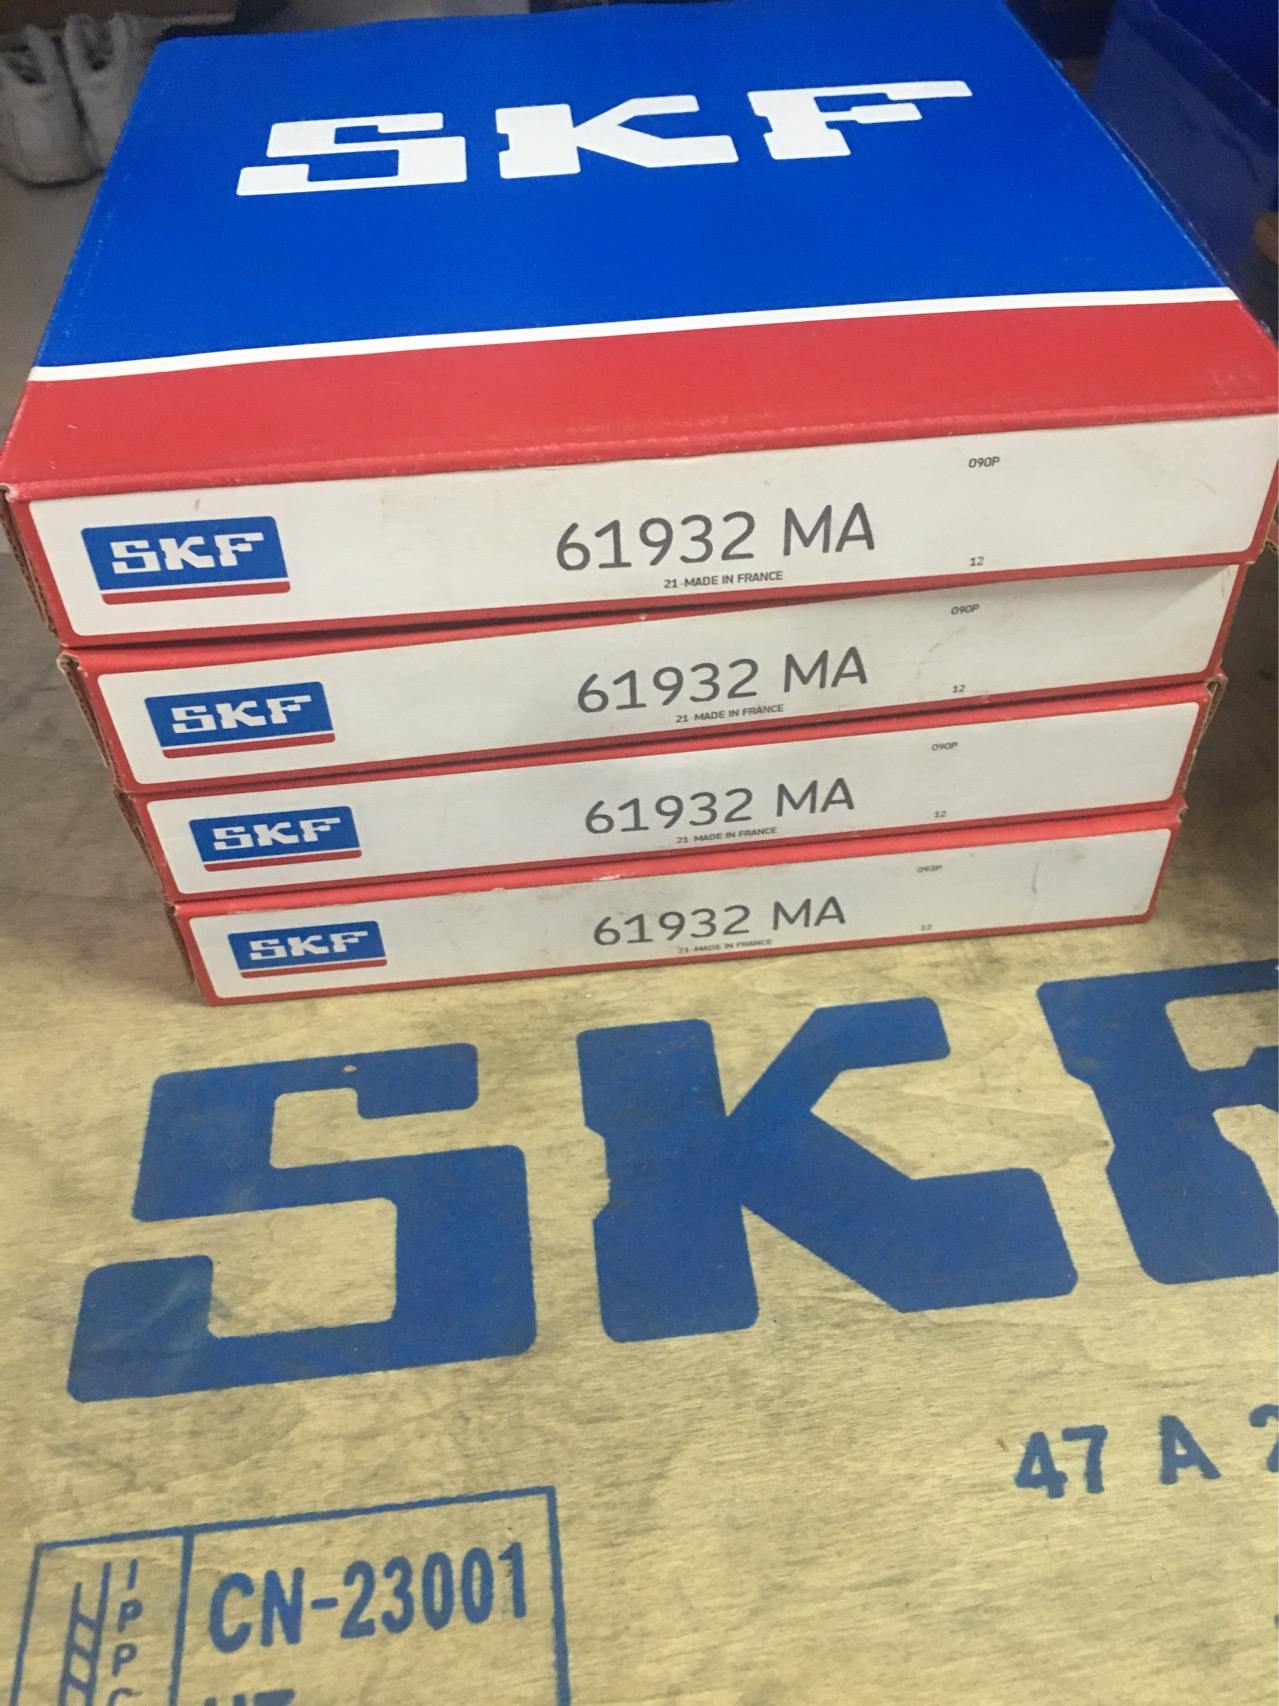 SKF
090P
SKF 61932 MA
21-MADE IN FRANCE
12
090P
SKF 61932 MA
21-MADE IN FRANCE
12
090P
SKF 61932 MA
21-MADE IN FRANCE
12
093P
SKF 61932 MA
21-MADE IN FRANCE
12
SKF
47 A
IPPC
CN-23001